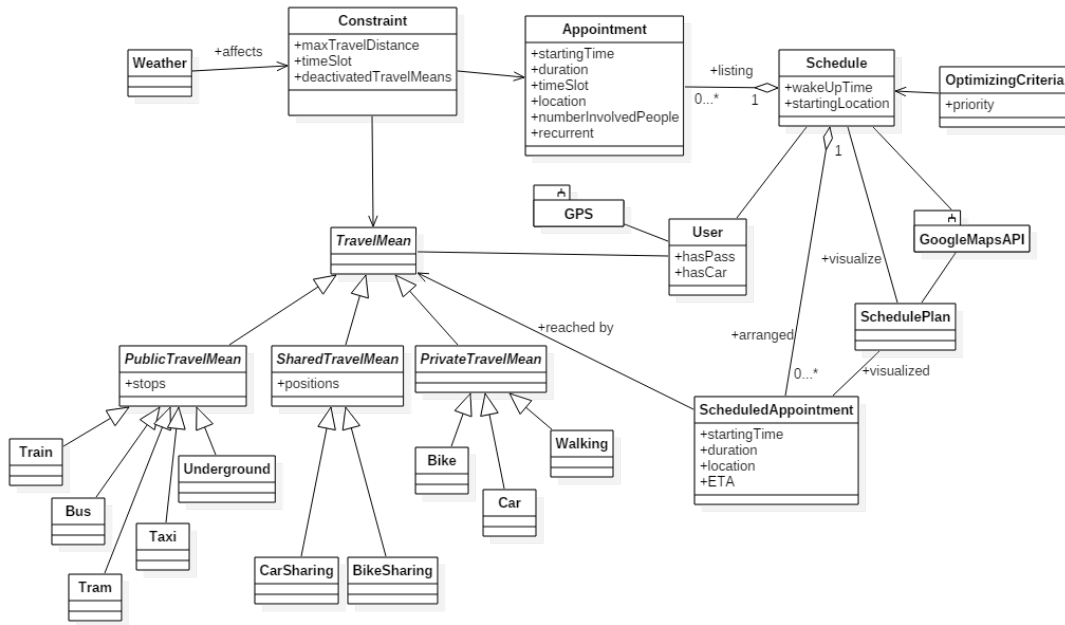 Constraint
+maxTravelDistance
+timeSlot
+deactivatedTravelMeans
Appointment
+startingTime
+duration
+timeSlot
+location
+numberInvolvedPeople
+recurrent
Schedule
+wakeUpTime
+startingLocation
OptimizingCriteria
+priority
Weather
+affects
+listing
0...*
1
1
GPS
User
+hasPass
+hasCar
GoogleMapsAPI
TravelMean
+visualize
SchedulePlan
+reached by
+arranged
0...*
+visualized
PublicTravelMean
+stops
SharedTravelMean
+positions
PrivateTravelMean
ScheduledAppointment
+startingTime
+duration
+location
+ETA
Train
Bus
Tram
Taxi
Underground
Bike
Car
Walking
CarSharing
BikeSharing